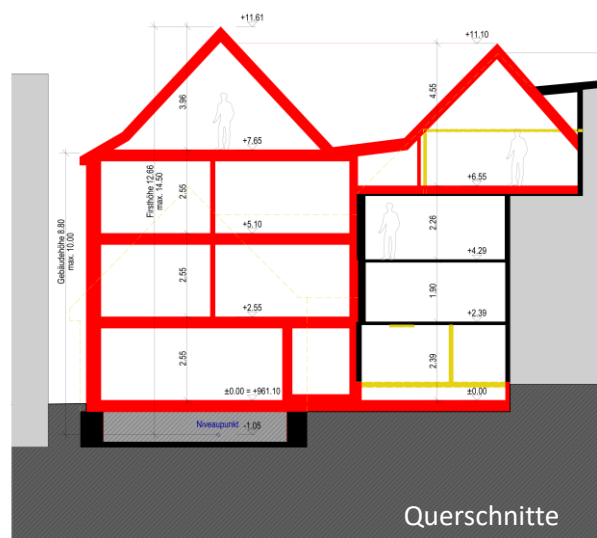 +11,61
+11,10
3.96
4.55
+7.65
Gebäudehöhe 8.80
max. 10.00
Firsthöhe 12.66
max. 14.50
+6.55
2.55
+5.10
2.26
+4.29
2.55
1.90
+2.55
+2.39
2.55
2.39
±0.00 = +961.10
±0,00
Niveaupunkt
-1.05
Querschnitte